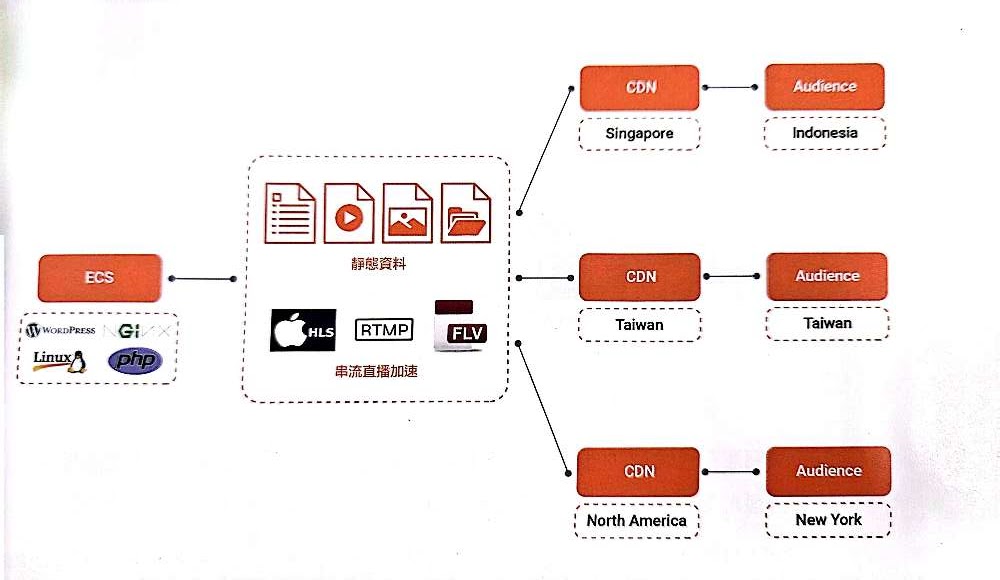 CDN
Audience
Singapore
Indonesia
靜態資料
ECS
CDN
Audience
WORDPRESS
NGiNX
HLS
RTMP
FLV
Taiwan
Taiwan
Linux
php
串流直播加速
CDN
Audience
North America
New York